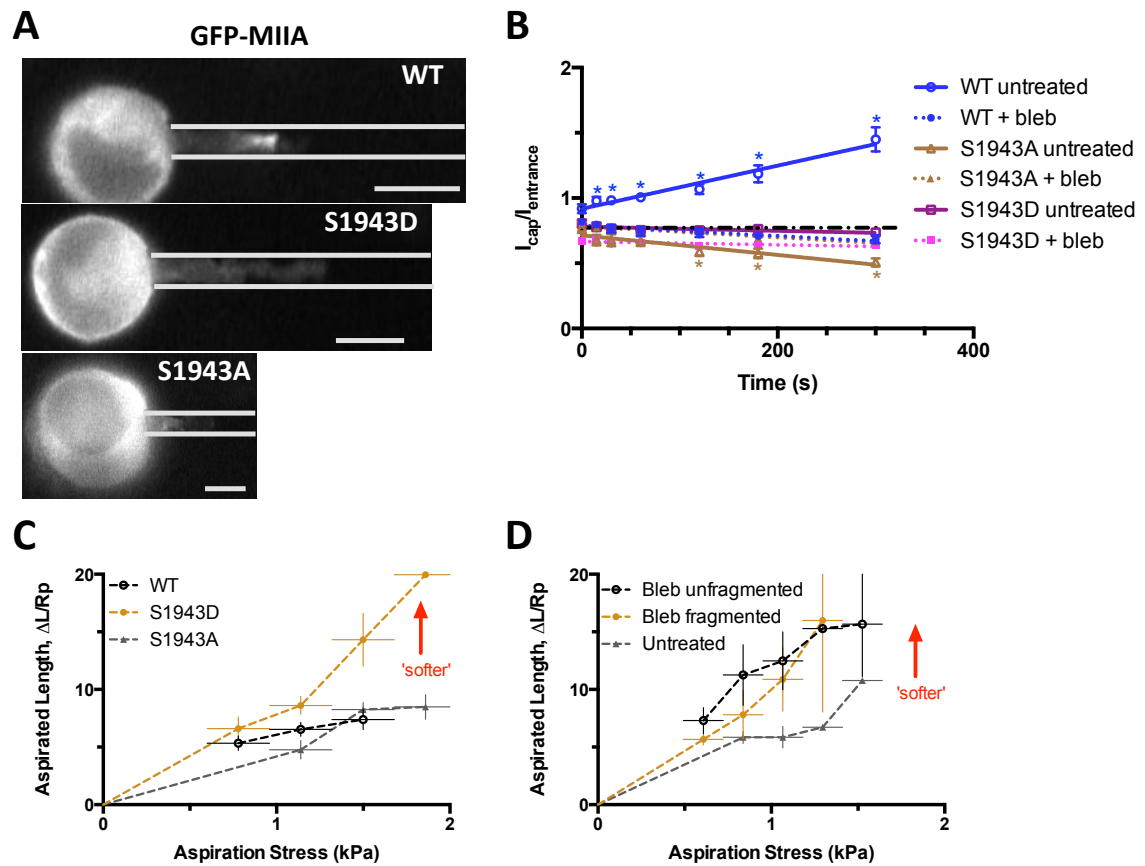 A
GFP-MIIA
WT
S1943D
S1943A
B
2
1
0
0
200
400
Icap/Ientrance
Time (s)
*
*
*
*
*
*
*
*
*
WT untreated
WT + bleb
S1943A untreated
S1943A + bleb
S1943D untreated
S1943D + bleb
C
20
10
0
0
1
2
Aspirated Length, ΔL/Rp
Aspiration Stress (kPa)
WT
S1943D
S1943A
'softer'
D
20
10
0
0
1
2
Aspirated Length, ΔL/Rp
Aspiration Stress (kPa)
Bleb unfragmented
Bleb fragmented
Untreated
'softer'